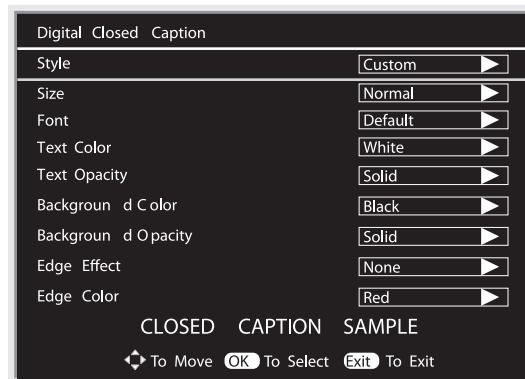 Digital Closed Caption
Style Custom
Size Normal
Font Default
Text Color White
Text Opacity Solid
Backgroun d C olor Black
Backgroun d O pacity Solid
Edge Effect None
Edge Color Red
CLOSED CAPTION SAMPLE
To Move OK To Select Exit To Exit